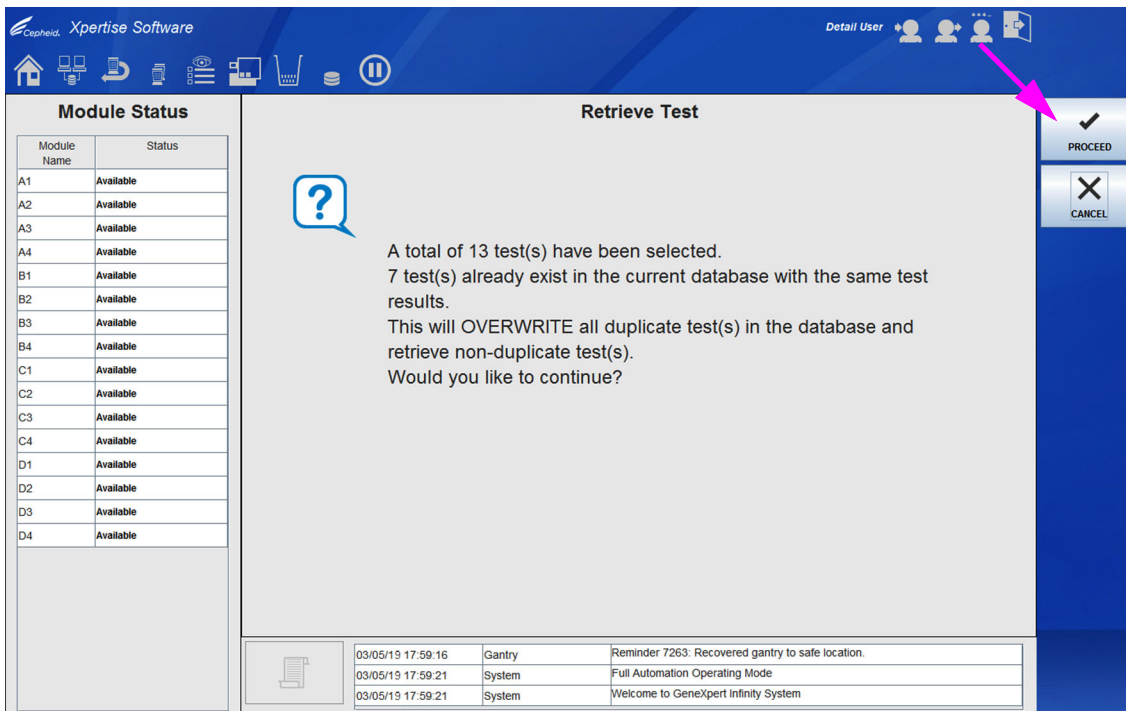 Cepheid. Xpertise Software
Detail User
Module Status
Module Name Status
A1 Available
A2 Available
A3 Available
A4 Available
B1 Available
B2 Available
B3 Available
B4 Available
C1 Available
C2 Available
C3 Available
C4 Available
D1 Available
D2 Available
D3 Available
D4 Available
Retrieve Test
?
A total of 13 test(s) have been selected.
7 test(s) already exist in the current database with the same test
results.
This will OVERWRITE all duplicate test(s) in the database and
retrieve non-duplicate test(s).
Would you like to continue?
PROCEED
CANCEL
03/05/19 17:59:16 Gantry Reminder 7263: Recovered gantry to safe location.
03/05/19 17:59:21 System Full Automation Operating Mode
03/05/19 17:59:21 System Welcome to GeneXpert Infinity System